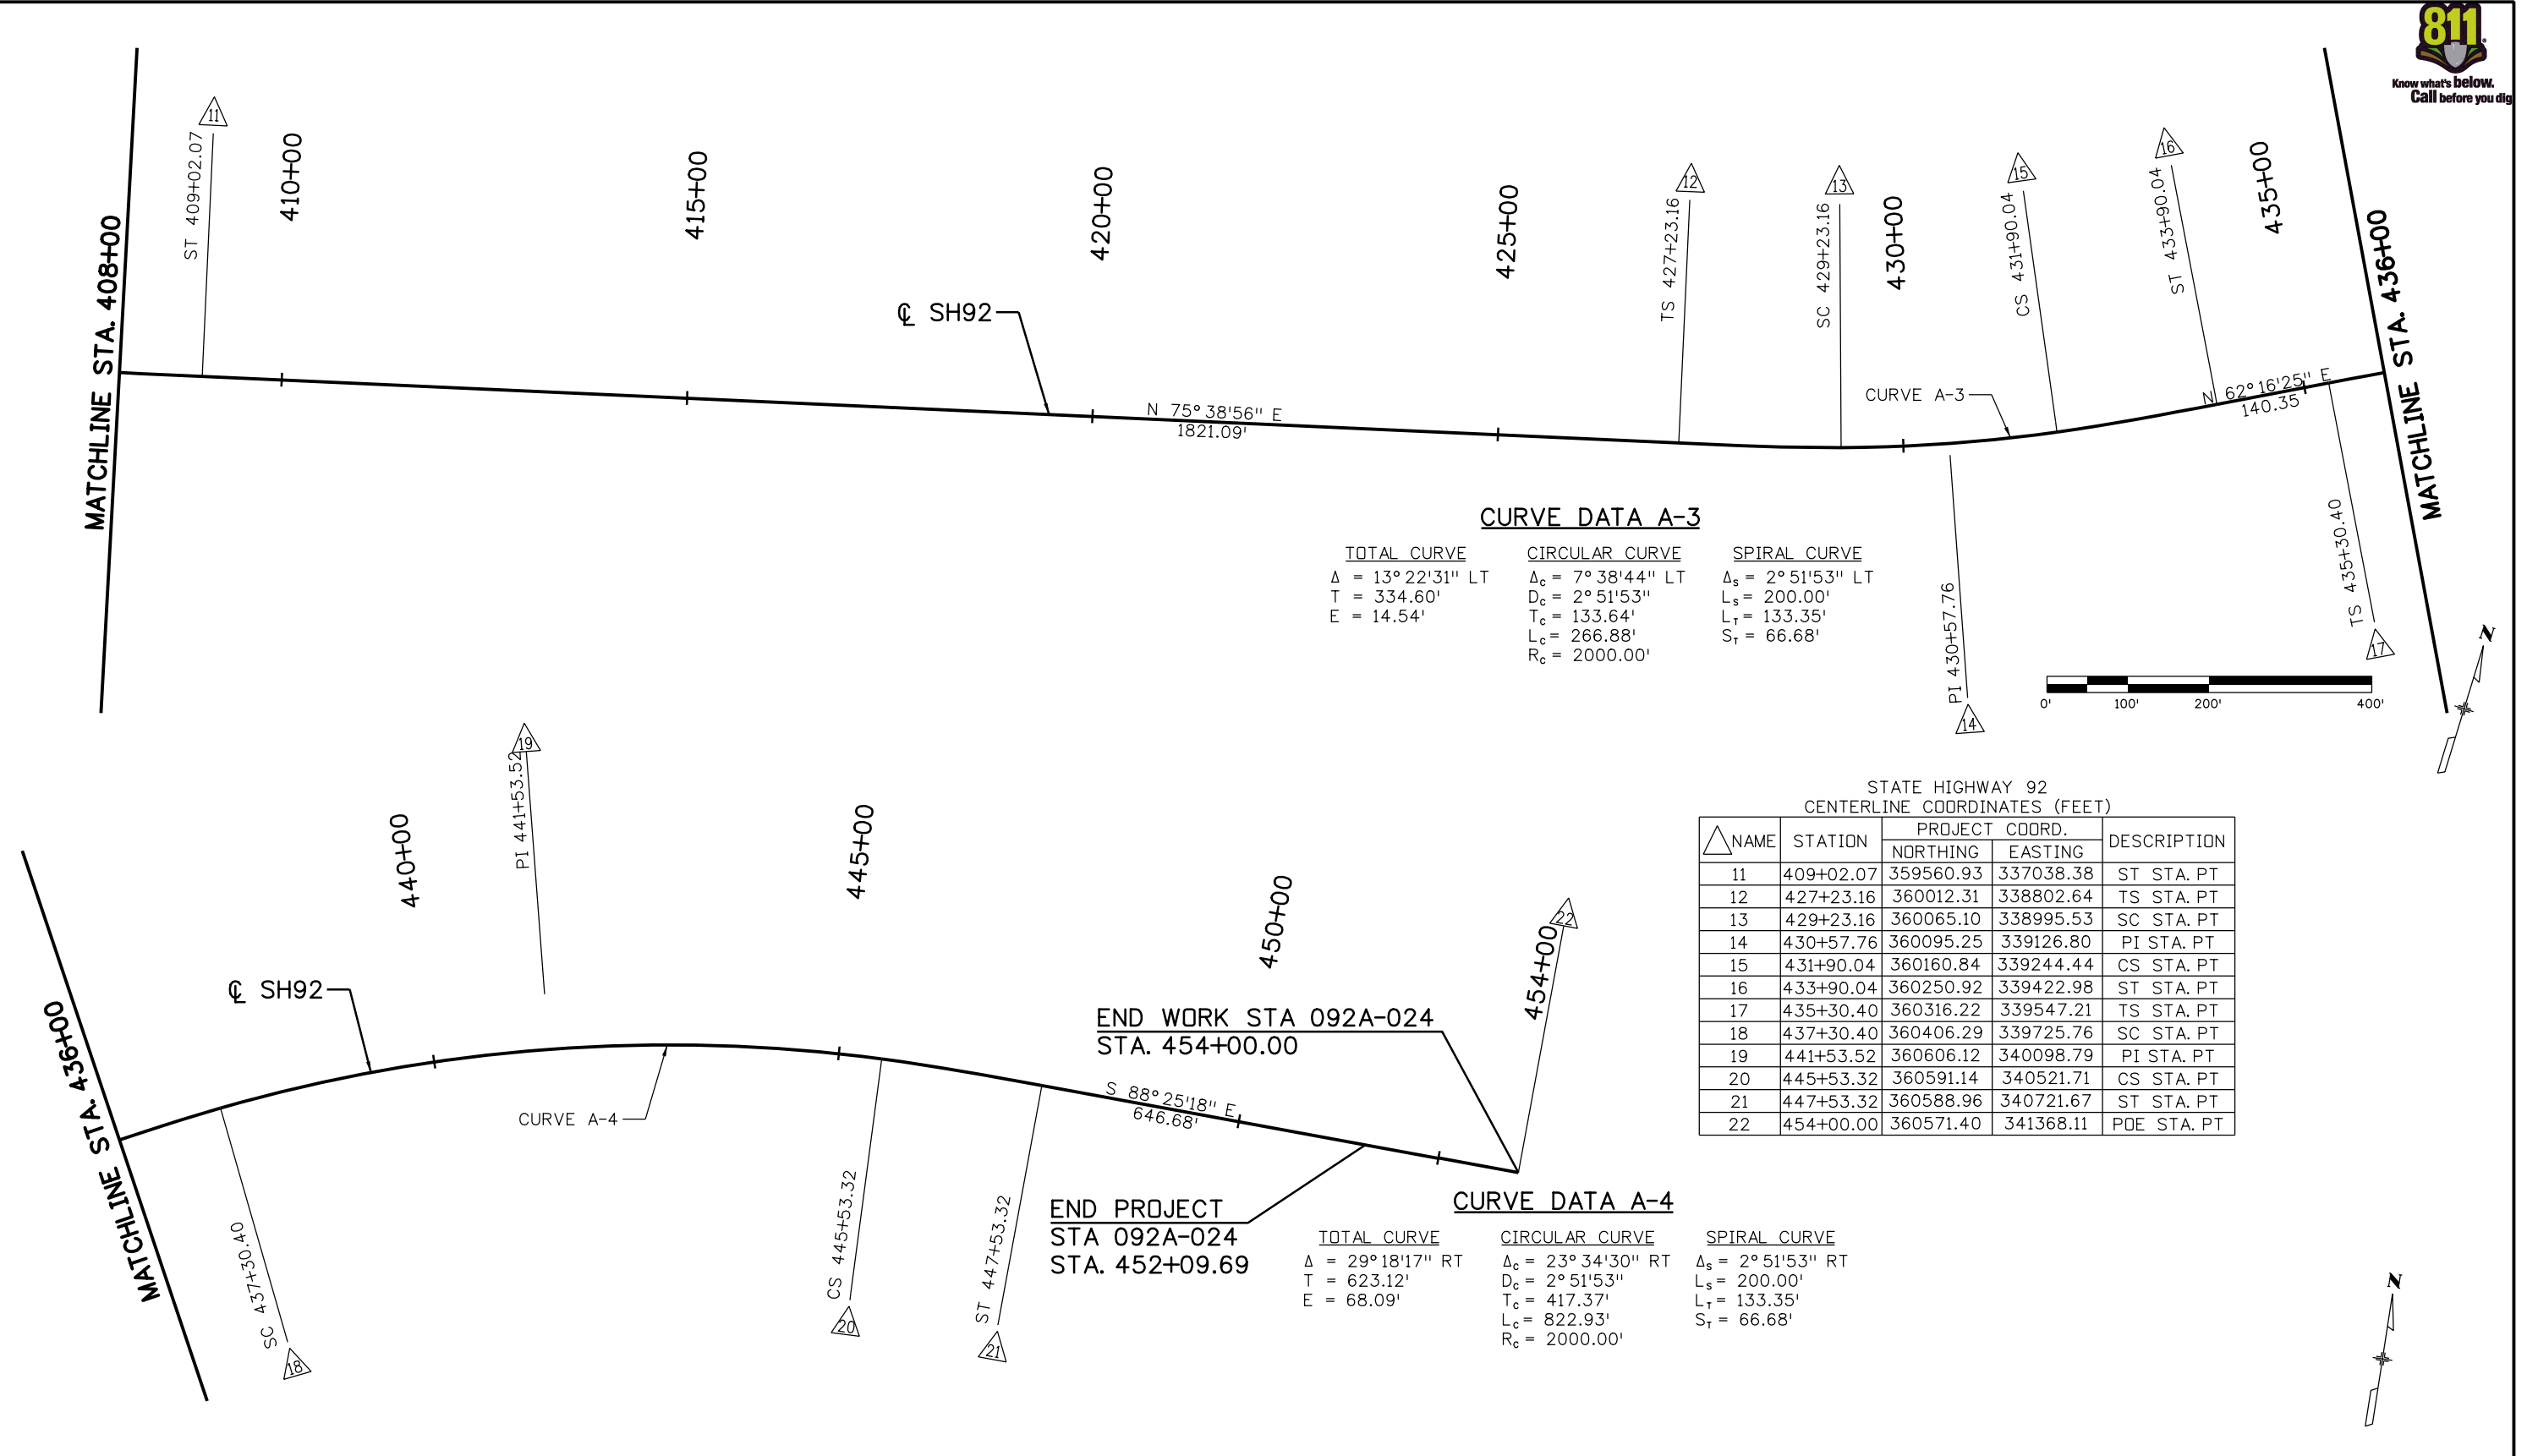 811
Know what's below.
Call before you dig
MATCHLINE STA. 408+00
ST 409+02.07
11
410+00
415+00
420+00
425+00
TS 427+23.16
12
SC 429+23.16
13
430+00
CS 431+90.04
15
ST 433+90.04
16
435+00
MATCHLINE STA. 436+00
℄ SH92
N 75°38'56" E
1821.09'
CURVE A-3
N 62°16'25" E
140.35
PI 430+57.76
14
TS 435+30.40
17
CURVE DATA A-3
TOTAL CURVE
Δ = 13°22'31" LT
T = 334.60'
E = 14.54'
CIRCULAR CURVE
Δc = 7°38'44" LT
Dc = 2°51'53"
Tc = 133.64'
Lc = 266.88'
Rc = 2000.00'
SPIRAL CURVE
Δs = 2°51'53" LT
Ls = 200.00'
LT = 133.35'
ST = 66.68'
0' 100' 200' 400'
N
MATCHLINE STA. 436+00
℄ SH92
440+00
PI 441+53.52
19
445+00
450+00
454+00
22
CURVE A-4
SC 437+30.40
18
CS 445+53.32
20
ST 447+53.32
21
S 88°25'18" E
646.68'
END WORK STA 092A-024
STA. 454+00.00
END PROJECT
STA 092A-024
STA. 452+09.69
STATE HIGHWAY 92
CENTERLINE COORDINATES (FEET)
NAME STATION PROJECT COORD. DESCRIPTION
NORTHING EASTING
11 409+02.07 359560.93 337038.38 ST STA. PT
12 427+23.16 360012.31 338802.64 TS STA. PT
13 429+23.16 360065.10 338995.53 SC STA. PT
14 430+57.76 360095.25 339126.80 PI STA. PT
15 431+90.04 360160.84 339244.44 CS STA. PT
16 433+90.04 360250.92 339422.98 ST STA. PT
17 435+30.40 360316.22 339547.21 TS STA. PT
18 437+30.40 360406.29 339725.76 SC STA. PT
19 441+53.52 360606.12 340098.79 PI STA. PT
20 445+53.32 360591.14 340521.71 CS STA. PT
21 447+53.32 360588.96 340721.67 ST STA. PT
22 454+00.00 360571.40 341368.11 POE STA. PT
CURVE DATA A-4
TOTAL CURVE
Δ = 29°18'17" RT
T = 623.12'
E = 68.09'
CIRCULAR CURVE
Δc = 23°34'30" RT
Dc = 2°51'53"
Tc = 417.37'
Lc = 822.93'
Rc = 2000.00'
SPIRAL CURVE
Δs = 2°51'53" RT
Ls = 200.00'
LT = 133.35'
ST = 66.68'
N